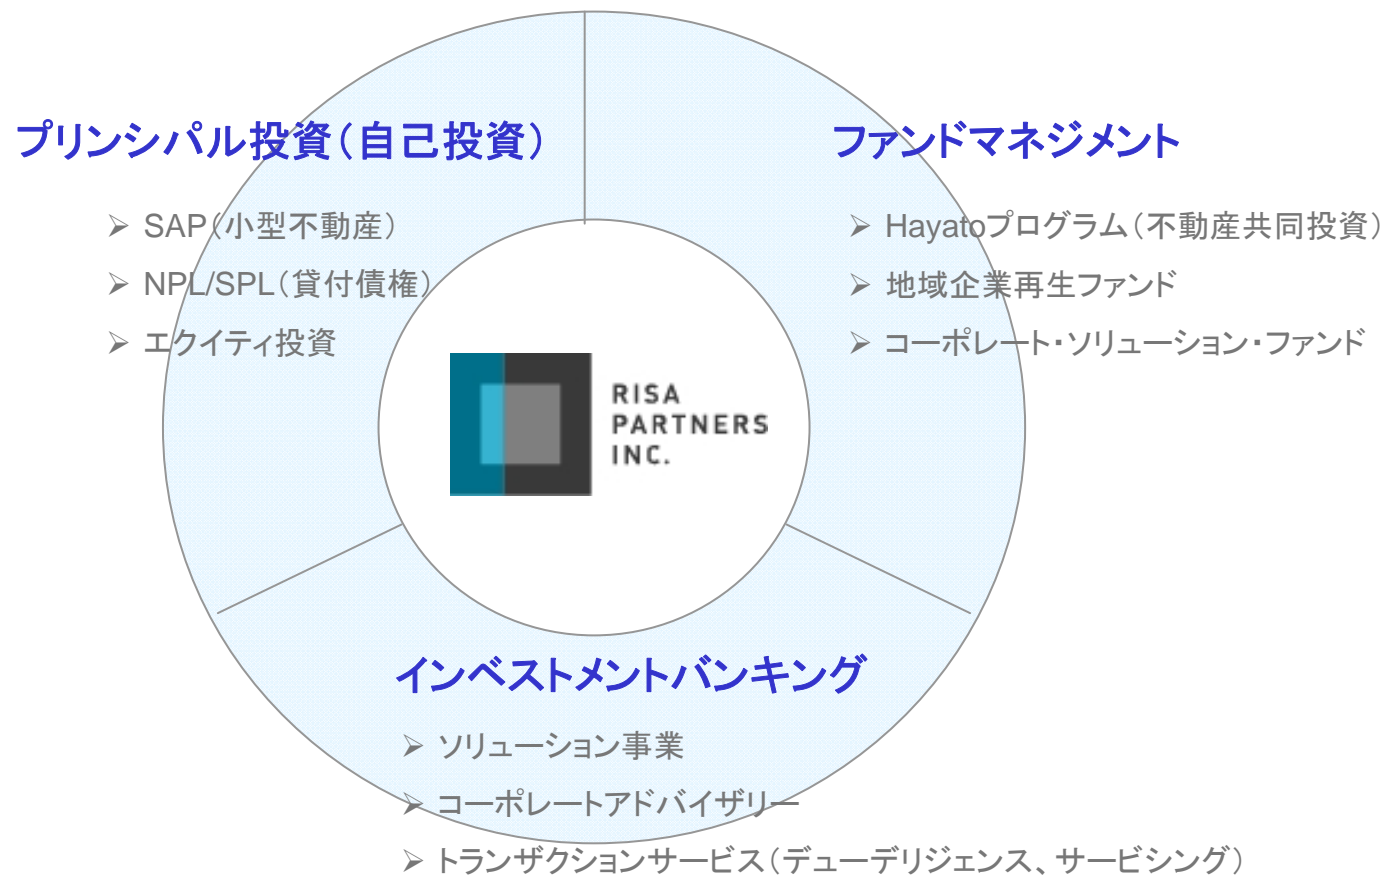 プリンシパル投資（自己投資）
➢ SAP（小型不動産）
➢ NPL/SPL（貸付債権）
➢ エクイティ投資
ファンドマネジメント
➢ Hayatoプログラム（不動産共同投資）
➢ 地域企業再生ファンド
➢ コーポレート・ソリューション・ファンド
RISA
PARTNERS
INC.
インベストメントバンキング
➢ ソリューション事業
➢ コーポレートアドバイザリー
➢ トランザクションサービス（デューデリジェンス、サービシング）